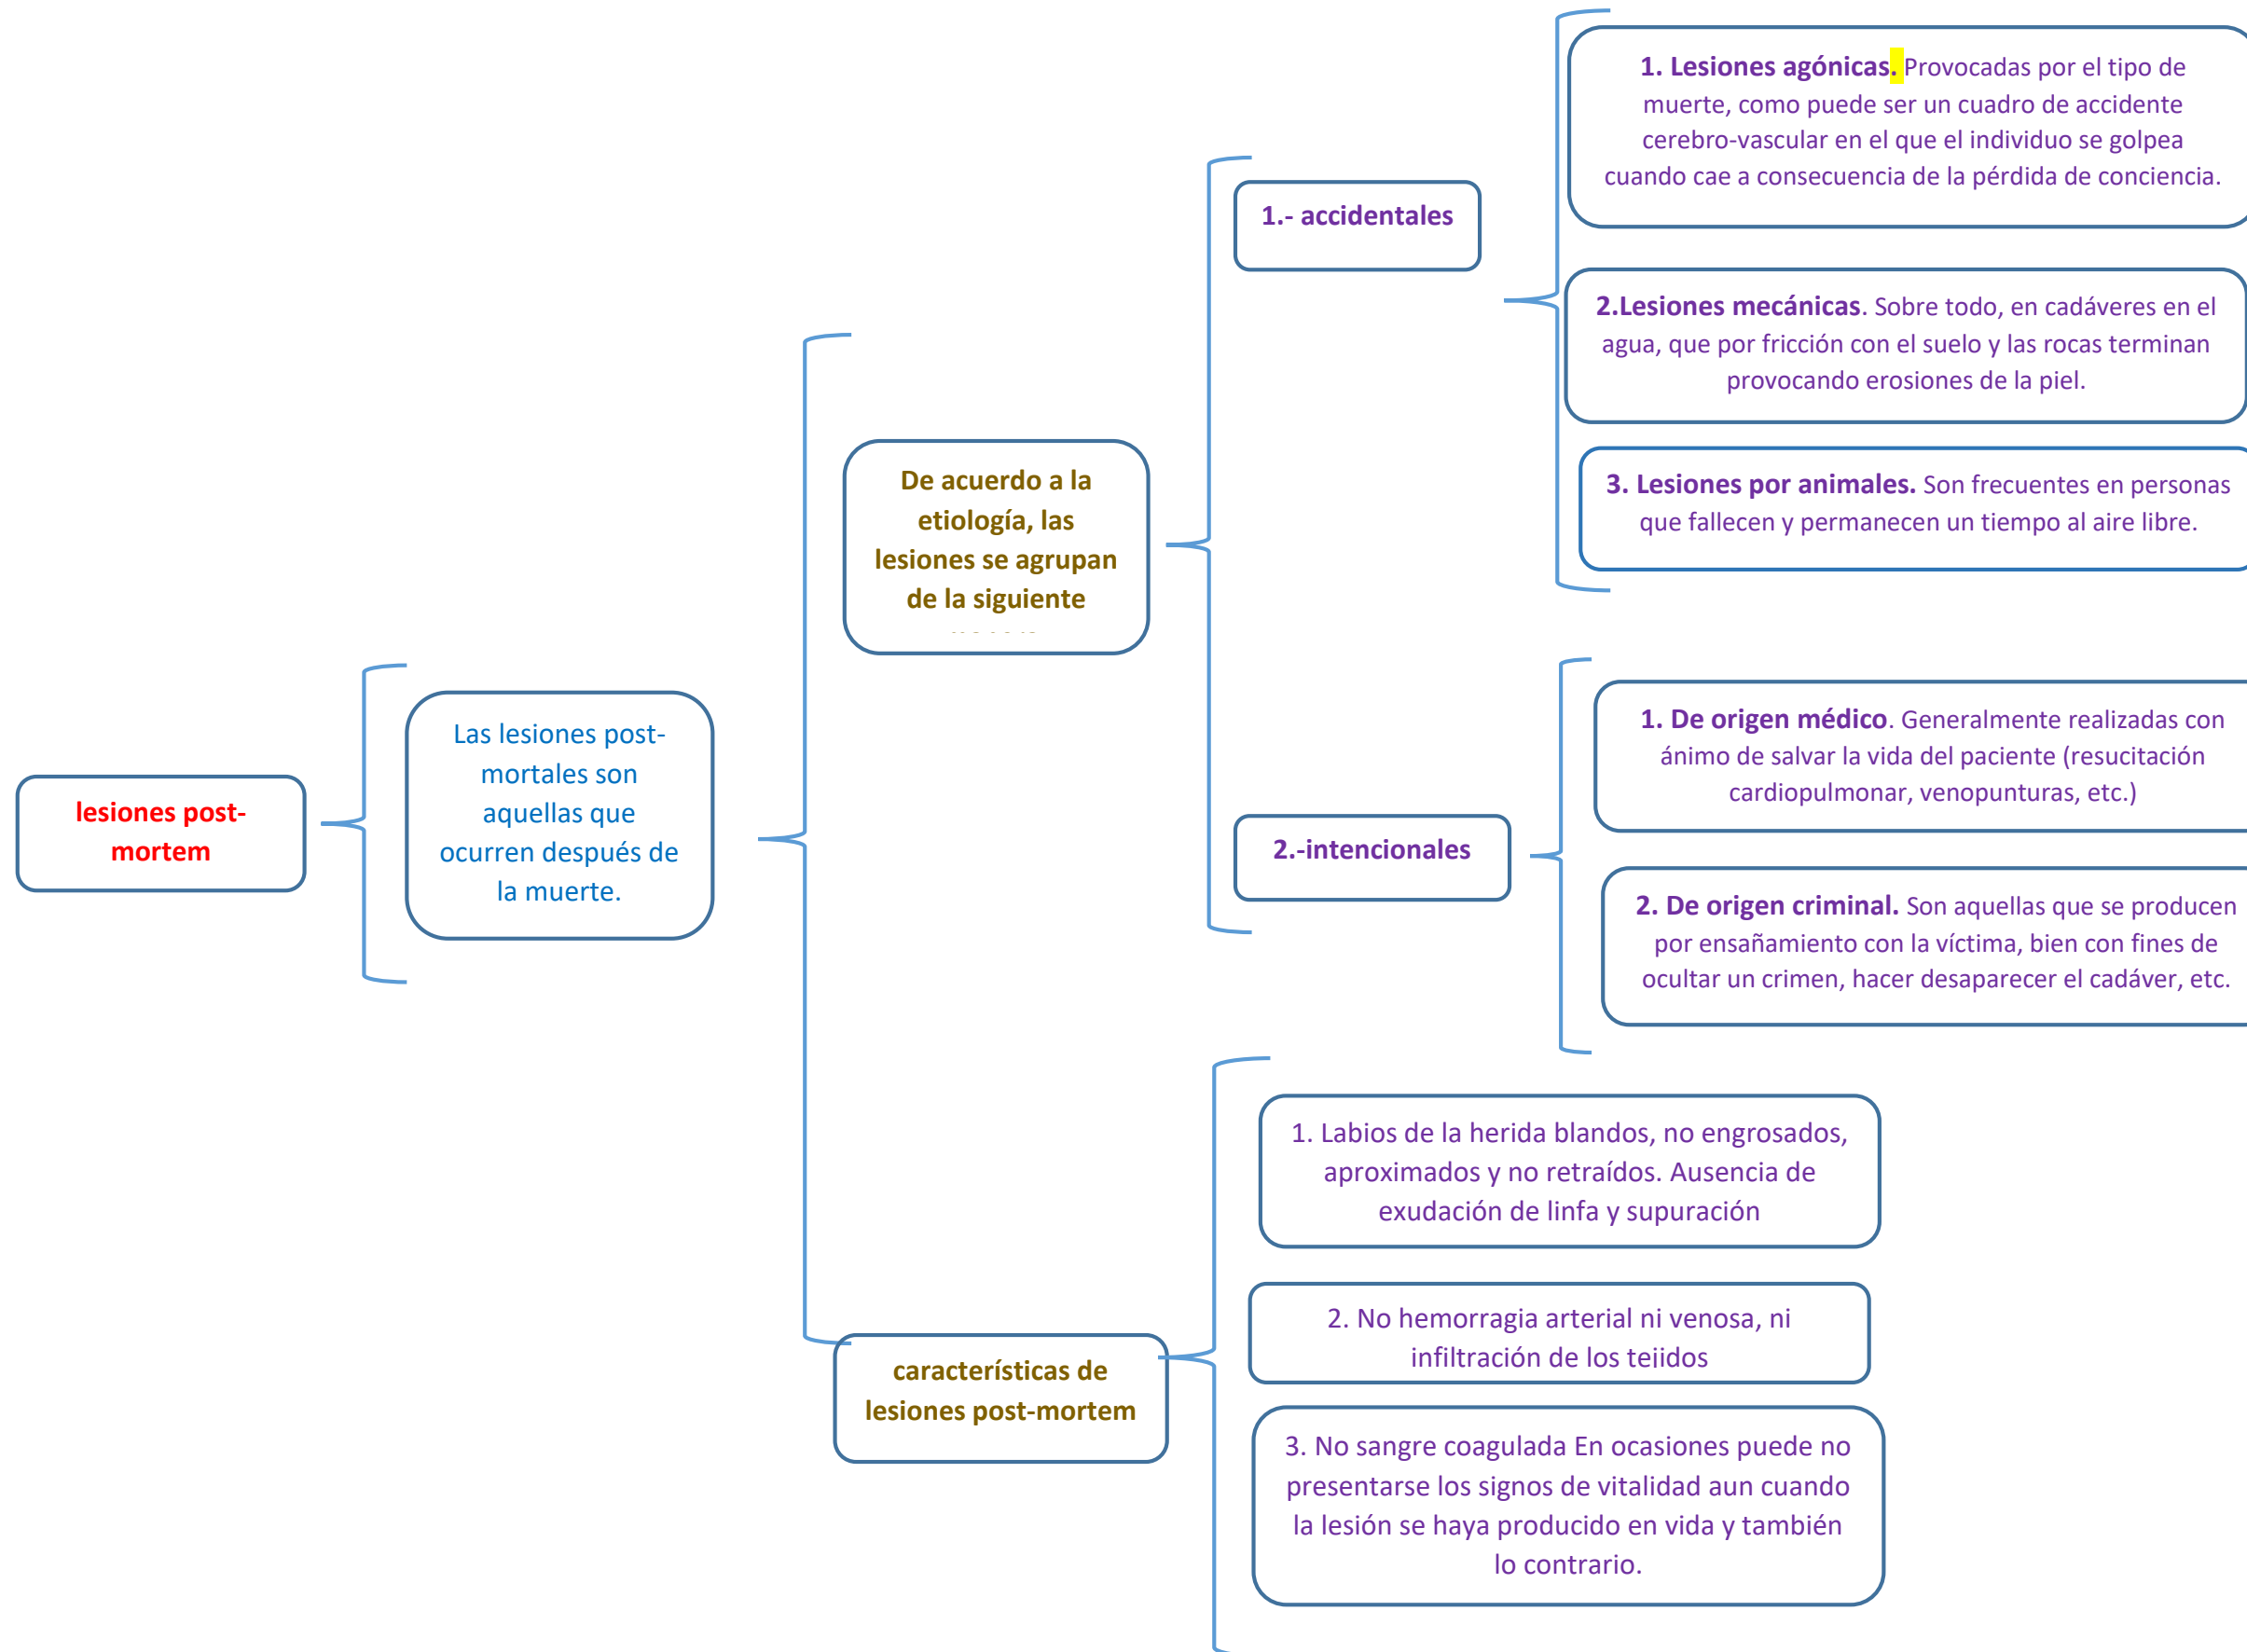 lesiones post-
mortem
Las lesiones post-
mortales son
aquellas que
ocurren después de
la muerte.
De acuerdo a la
etiología, las
lesiones se agrupan
de la siguiente
1.- accidentales
1. Lesiones agónicas. Provocadas por el tipo de
muerte, como puede ser un cuadro de accidente
cerebro-vascular en el que el individuo se golpea
cuando cae a consecuencia de la pérdida de conciencia.
2.Lesiones mecánicas. Sobre todo, en cadáveres en el
agua, que por fricción con el suelo y las rocas terminan
provocando erosiones de la piel.
3. Lesiones por animales. Son frecuentes en personas
que fallecen y permanecen un tiempo al aire libre.
2.-intencionales
1. De origen médico. Generalmente realizadas con
ánimo de salvar la vida del paciente (resucitación
cardiopulmonar, venopunturas, etc.)
2. De origen criminal. Son aquellas que se producen
por ensañamiento con la víctima, bien con fines de
ocultar un crimen, hacer desaparecer el cadáver, etc.
características de
lesiones post-mortem
1. Labios de la herida blandos, no engrosados,
aproximados y no retraídos. Ausencia de
exudación de linfa y supuración
2. No hemorragia arterial ni venosa, ni
infiltración de los tejidos
3. No sangre coagulada En ocasiones puede no
presentarse los signos de vitalidad aun cuando
la lesión se haya producido en vida y también
lo contrario.